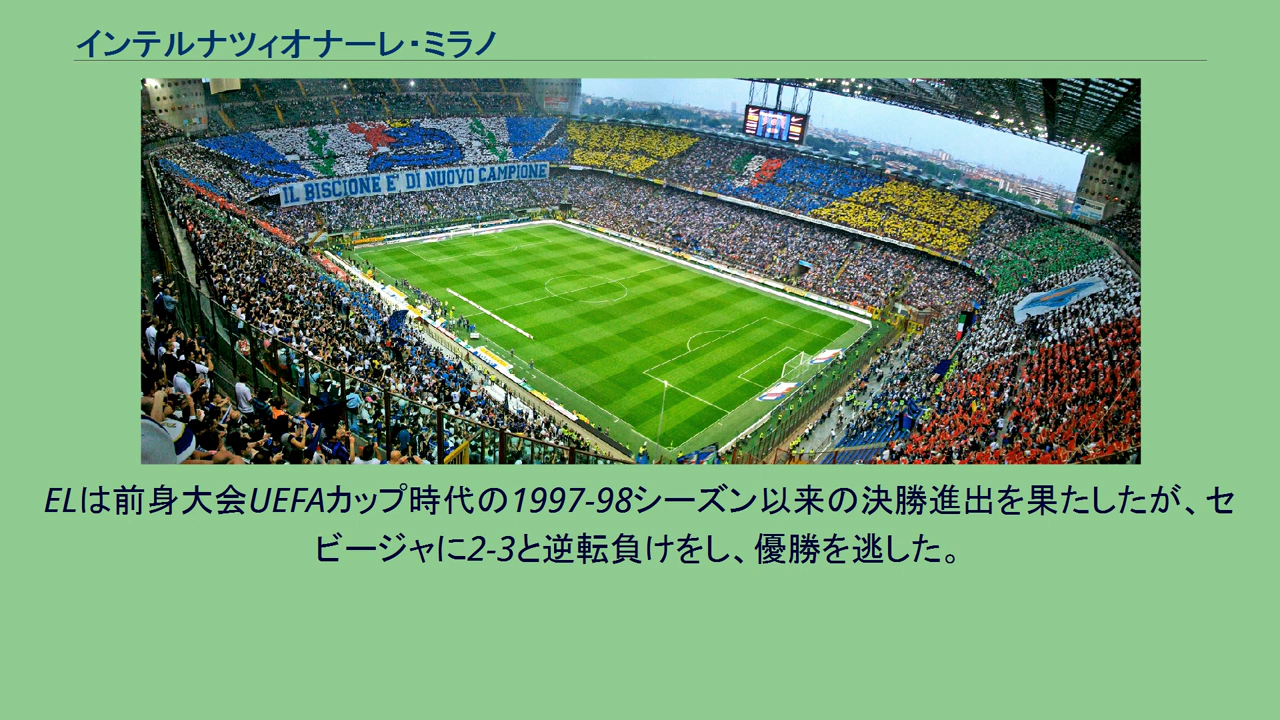 インテルナツィオナーレ・ミラノ
IL BISCIONE E' DI NUOVO CAMPIONE
ELは前身大会UEFAカップ時代の1997-98シーズン以来の決勝進出を果たしたが、セ
ビージャに2-3と逆転負けをし、優勝を逃した。